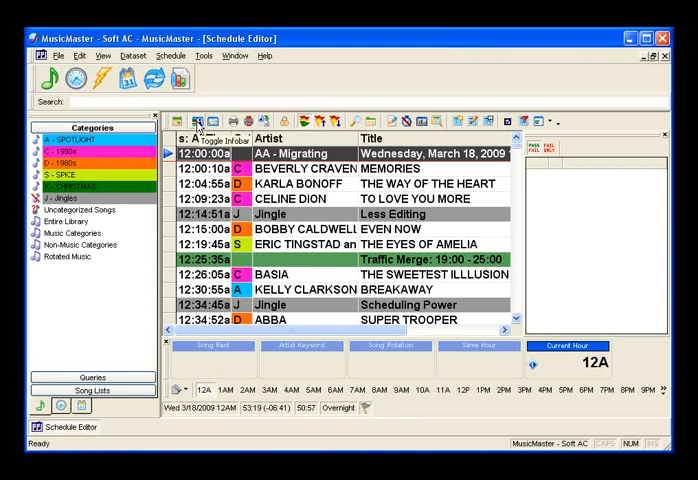 MusicMaster - Soft AC - MusicMaster - [Schedule Editor]
File Edit View Dataset Schedule Tools Window Help
Search:
Categories
A - SPOTLIGHT
C - 1990s
D - 1980s
S - SPICE
X - CHRISTMAS
J - Jingles
Uncategorized Songs
Entire Library
Music Categories
Non-Music Categories
Rotated Music
Queries
Song Lists
Toggle Infobar
Artist Title
12:00:00a AA - Migrating Wednesday, March 18, 2009
12:00:10a C BEVERLY CRAVEN MEMORIES
12:04:55a D KARLA BONOFF THE WAY OF THE HEART
12:09:23a C CELINE DION TO LOVE YOU MORE
12:14:51a J Jingle Less Editing
12:15:00a D BOBBY CALDWELL EVEN NOW
12:19:45a S ERIC TINGSTAD an THE EYES OF AMELIA
12:25:35a Traffic Merge: 19:00 - 25:00
12:26:05a C BASIA THE SWEETEST ILLLUSION
12:30:55a A KELLY CLARKSON BREAKAWAY
12:34:45a J Jingle Scheduling Power
12:34:52a D ABBA SUPER TROOPER
PASS FAIL
FAIL ONLY
Song Rest Artist Keyword Song Rotation Same Hour Current Hour
12A
12A 1AM 2AM 3AM 4AM 5AM 6AM 7AM 8AM 9AM 10A 11A 12P 1PM 2PM 3PM 4PM 5PM 6PM 7PM 8PM 9PM
Wed 3/18/2009 12AM 53:19 (-06:41) 50:57 Overnight
Schedule Editor
Ready MusicMaster - Soft AC CAPS NUM INS